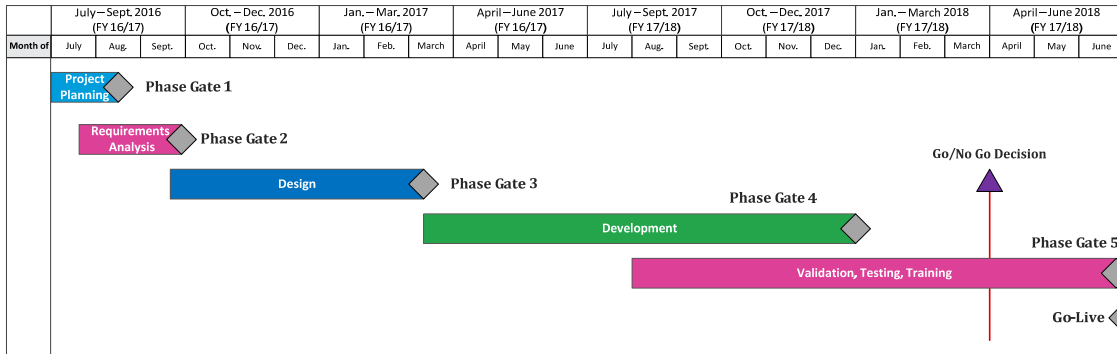 July – Sept. 2016 Oct. – Dec. 2016 Jan. – Mar. 2017 April – June 2017 July – Sept. 2017 Oct. – Dec. 2017 Jan. – March 2018 April – June 2018
(FY 16/17) (FY 16/17) (FY 16/17) (FY 16/17) (FY 17/18) (FY 17/18) (FY 17/18) (FY 17/18)
Month of July Aug. Sept. Oct. Nov. Dec. Jan. Feb. March April May June July Aug. Sept. Oct. Nov. Dec. Jan. Feb. March April May June
Project
Planning
Phase Gate 1
Requirements
Analysis
Phase Gate 2
Go/No Go Decision
Design
Phase Gate 3
Phase Gate 4
Development
Phase Gate 5
Validation, Testing, Training
Go-Live